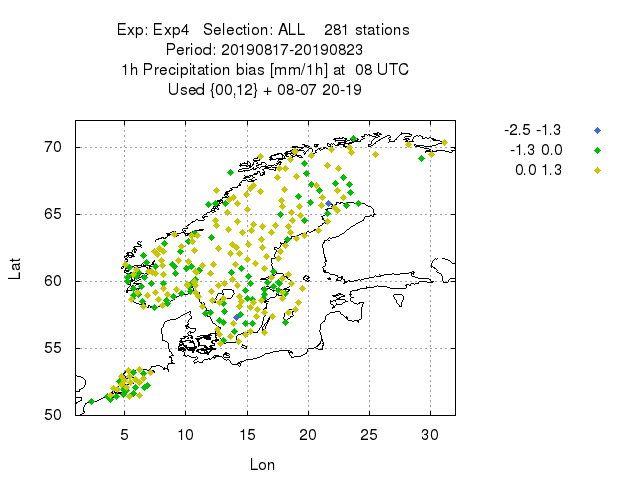 Exp: Exp4   Selection: ALL    281 stations
Period: 20190817-20190823
1h Precipitation bias [mm/1h] at  08 UTC
Used {00,12} + 08-07 20-19
-2.5 -1.3
-1.3 0.0
0.0 1.3
70
65
60
55
50
Lat
5 10 15 20 25 30
Lon